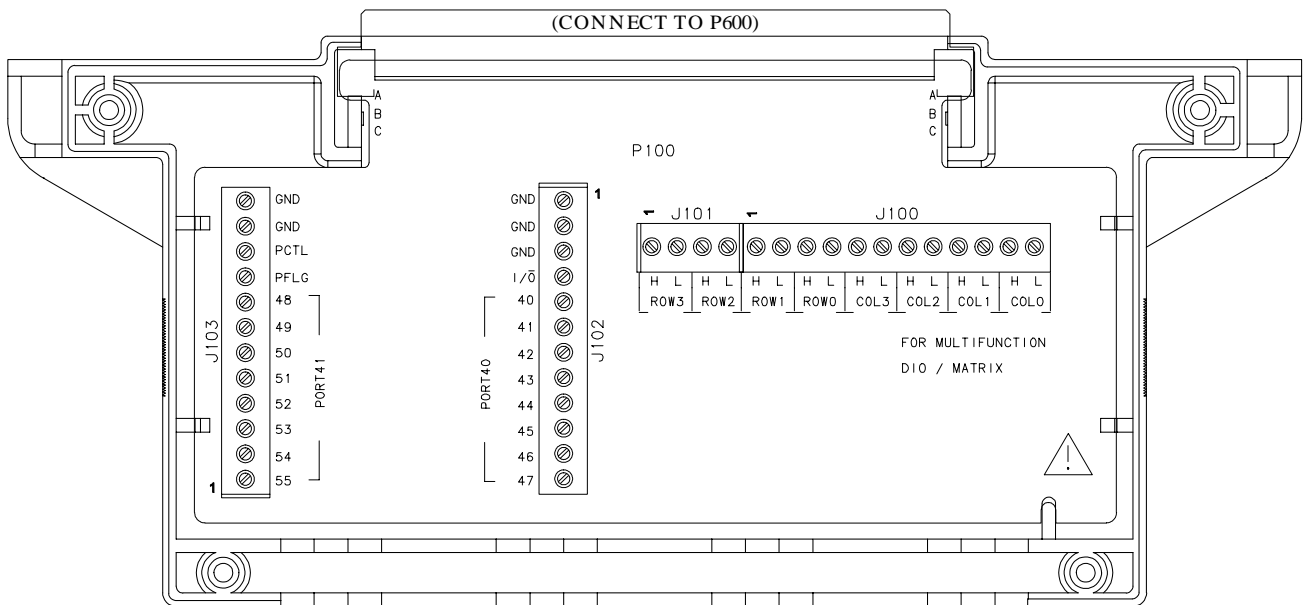 (CONNECT TO P600)
A
B
C
A
B
C
P100
GND
GND
PCTL
PFLG
48
49
50
51
52
53
54
55
J103
1
PORT41
GND
GND
GND
I/O̅
40
41
42
43
44
45
46
47
PORT40
1
J102
1 J101 1 J100
H L H L H L H L H L H L H L H L
ROW3 ROW2 ROW1 ROW0 COL3 COL2 COL1 COL0
FOR MULTIFUNCTION
DIO / MATRIX
!